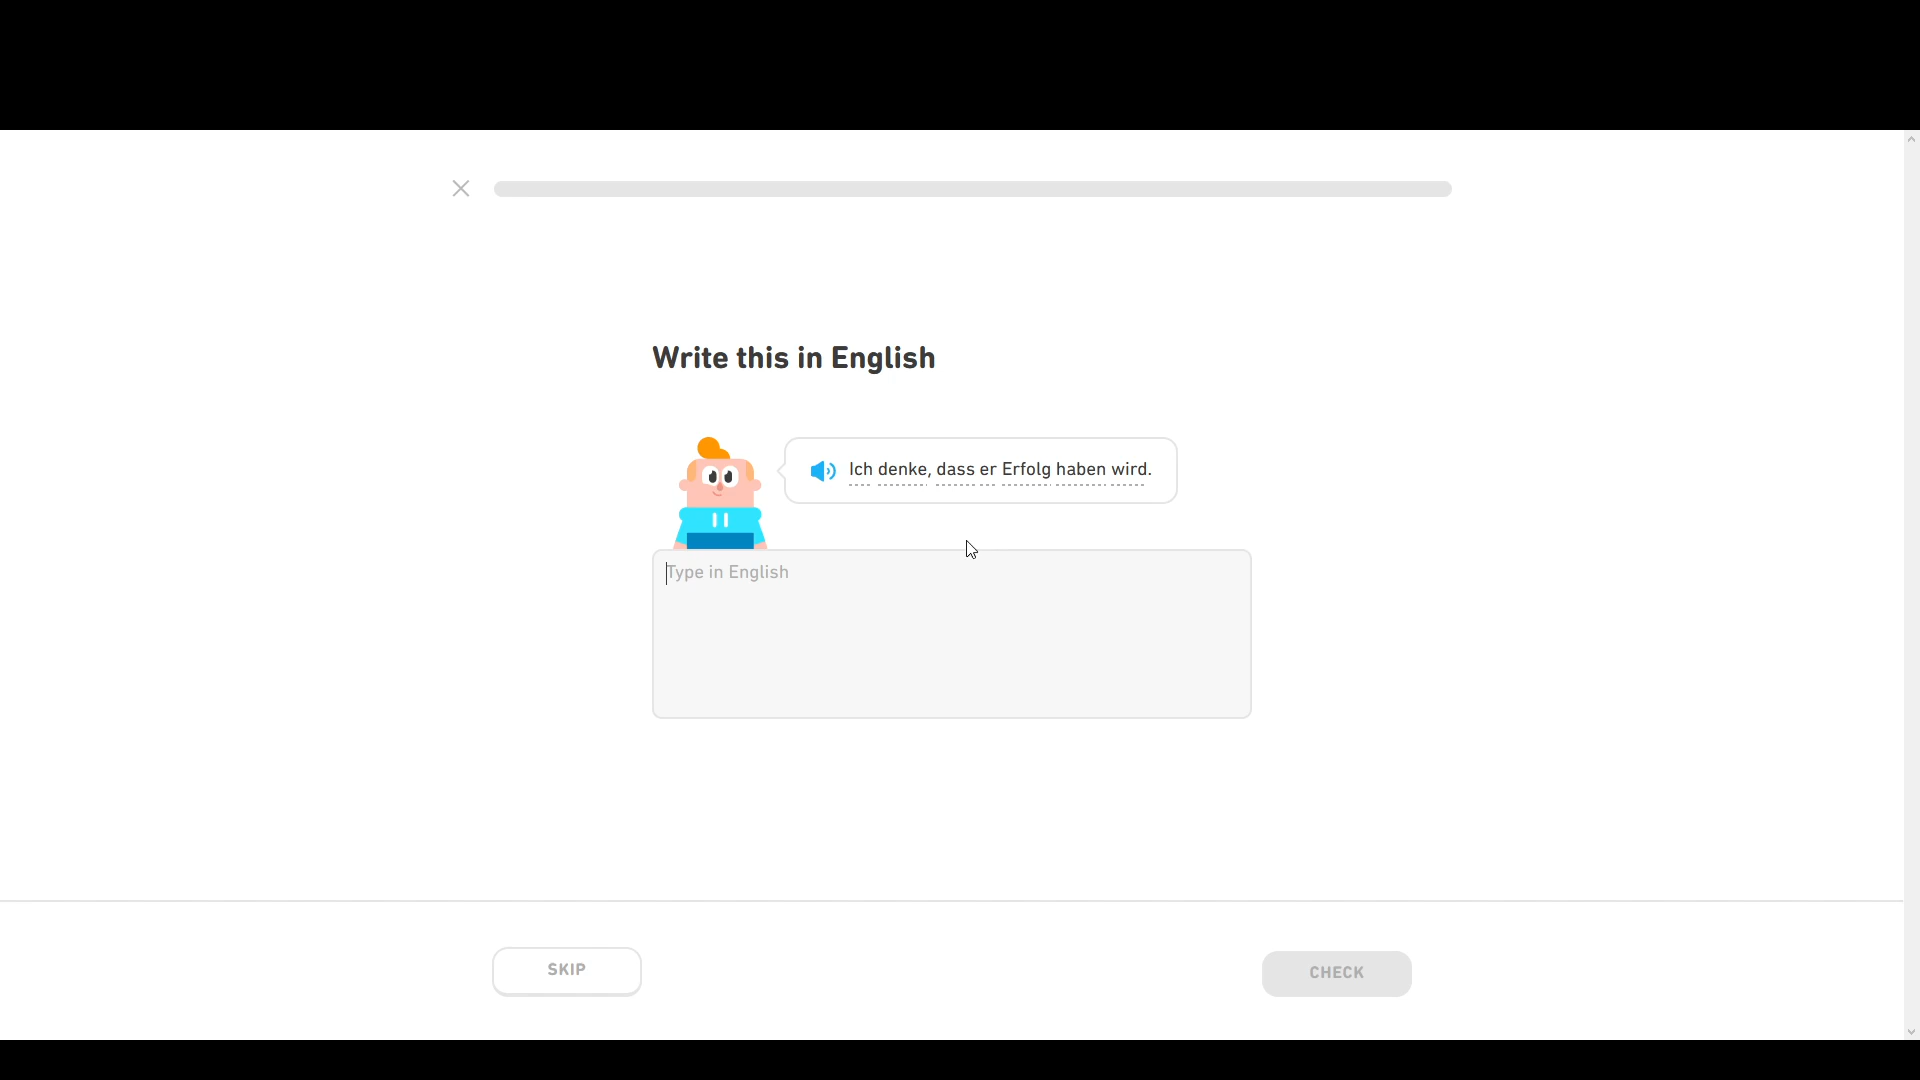 Write this in English
Ich denke, dass er Erfolg haben wird.
Type in English
SKIP
CHECK